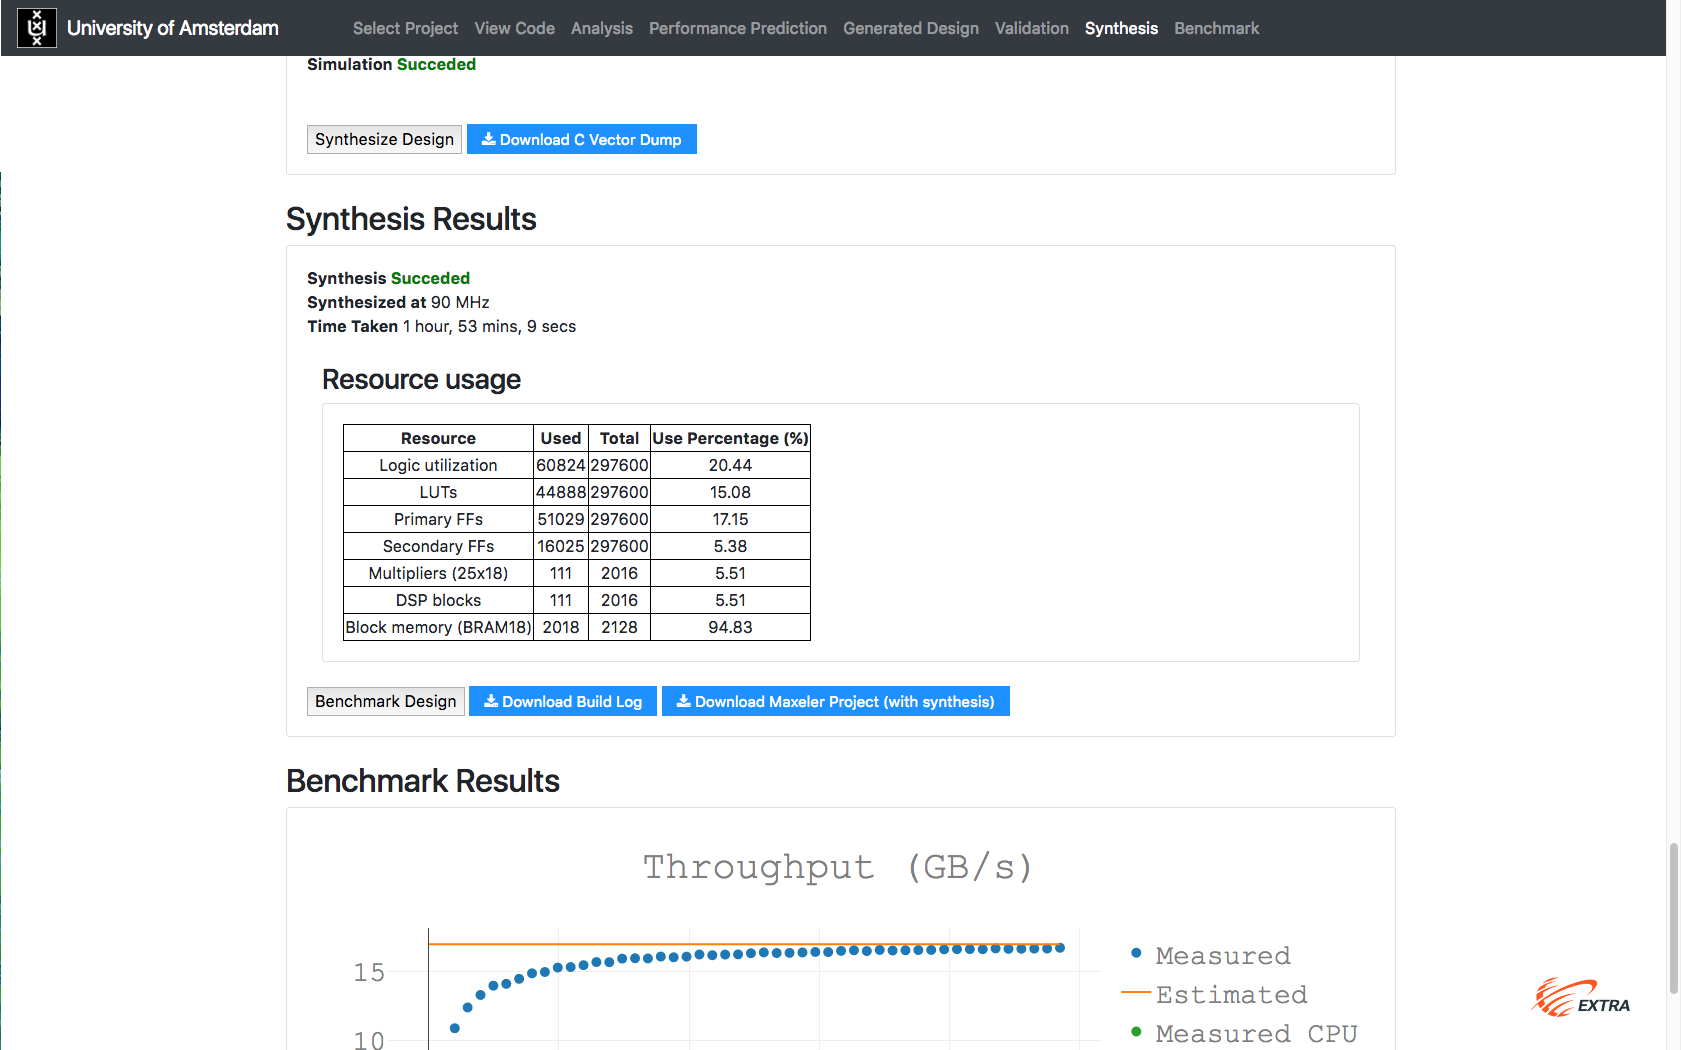 University of Amsterdam
Select Project View Code Analysis Performance Prediction Generated Design Validation Synthesis Benchmark
Simulation Succeded
Synthesize Design Download C Vector Dump
Synthesis Results
Synthesis Succeded
Synthesized at 90 MHz
Time Taken 1 hour, 53 mins, 9 secs
Resource usage
Resource Used Total Use Percentage (%)
Logic utilization 60824 297600 20.44
LUTs 44888 297600 15.08
Primary FFs 51029 297600 17.15
Secondary FFs 16025 297600 5.38
Multipliers (25x18) 111 2016 5.51
DSP blocks 111 2016 5.51
Block memory (BRAM18) 2018 2128 94.83
Benchmark Design Download Build Log Download Maxeler Project (with synthesis)
Benchmark Results
Throughput (GB/s)
15
10
Measured
Estimated
Measured CPU
EXTRA